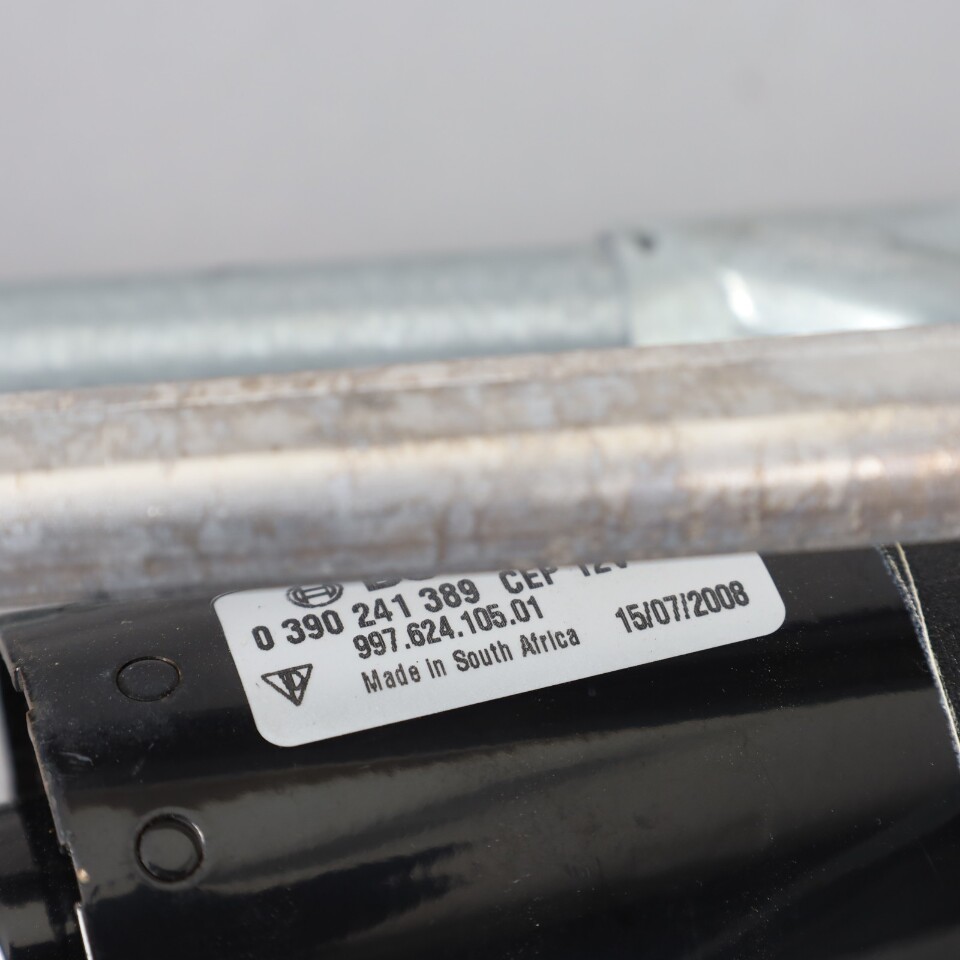 0 390 241 389 CEP 12V
997.624.105.01
15/07/2008
Made in South Africa